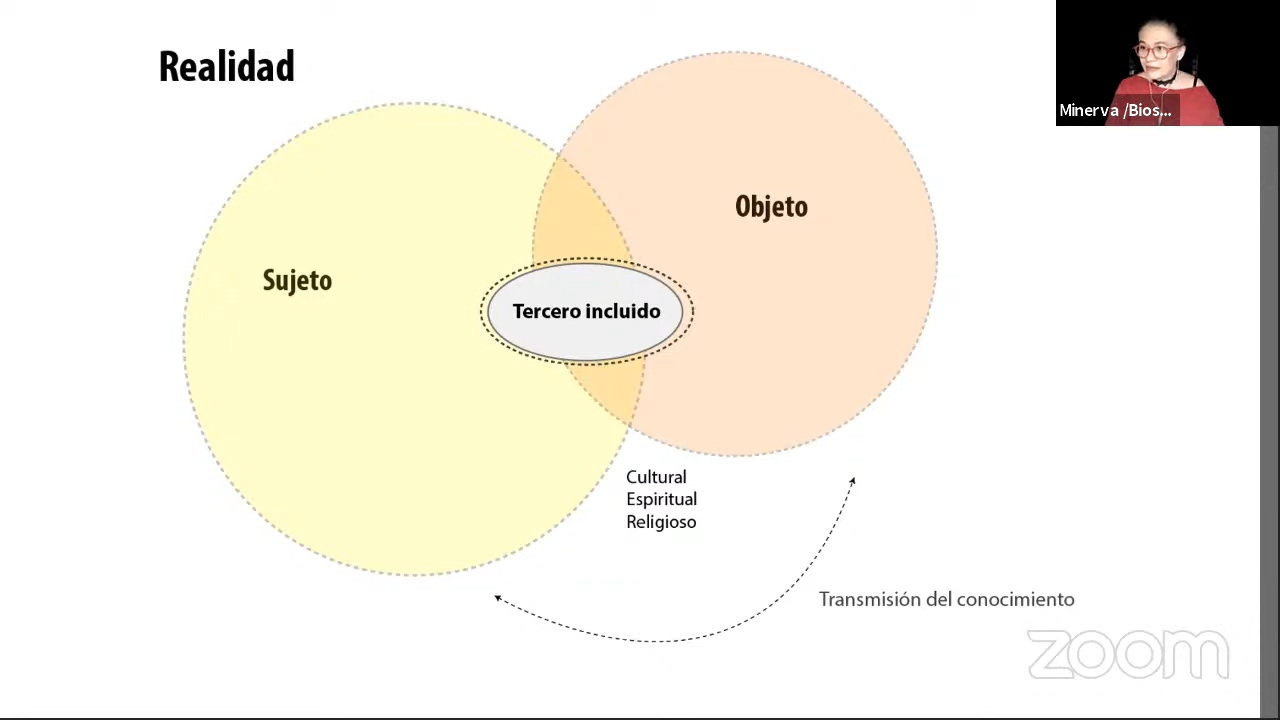 Realidad
Minerva /Bios...
Objeto
Sujeto
Tercero incluido
Cultural
Espiritual
Religioso
Transmisión del conocimiento
zoom